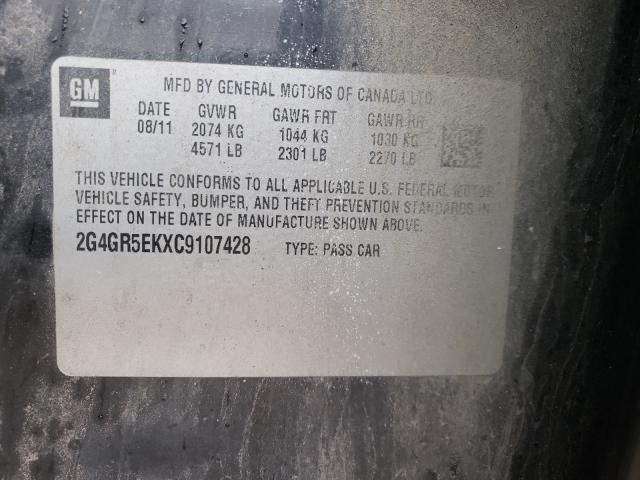 GM
MFD BY GENERAL MOTORS OF CANADA LTD
DATE GVWR GAWR FRT GAWR RR
08/11 2074 KG 1044 KG 1030 KG
4571 LB 2301 LB 2270 LB
THIS VEHICLE CONFORMS TO ALL APPLICABLE U.S. FEDERAL MOTOR
VEHICLE SAFETY, BUMPER, AND THEFT PREVENTION STANDARDS IN
EFFECT ON THE DATE OF MANUFACTURE SHOWN ABOVE.
2G4GR5EKXC9107428 TYPE: PASS CAR